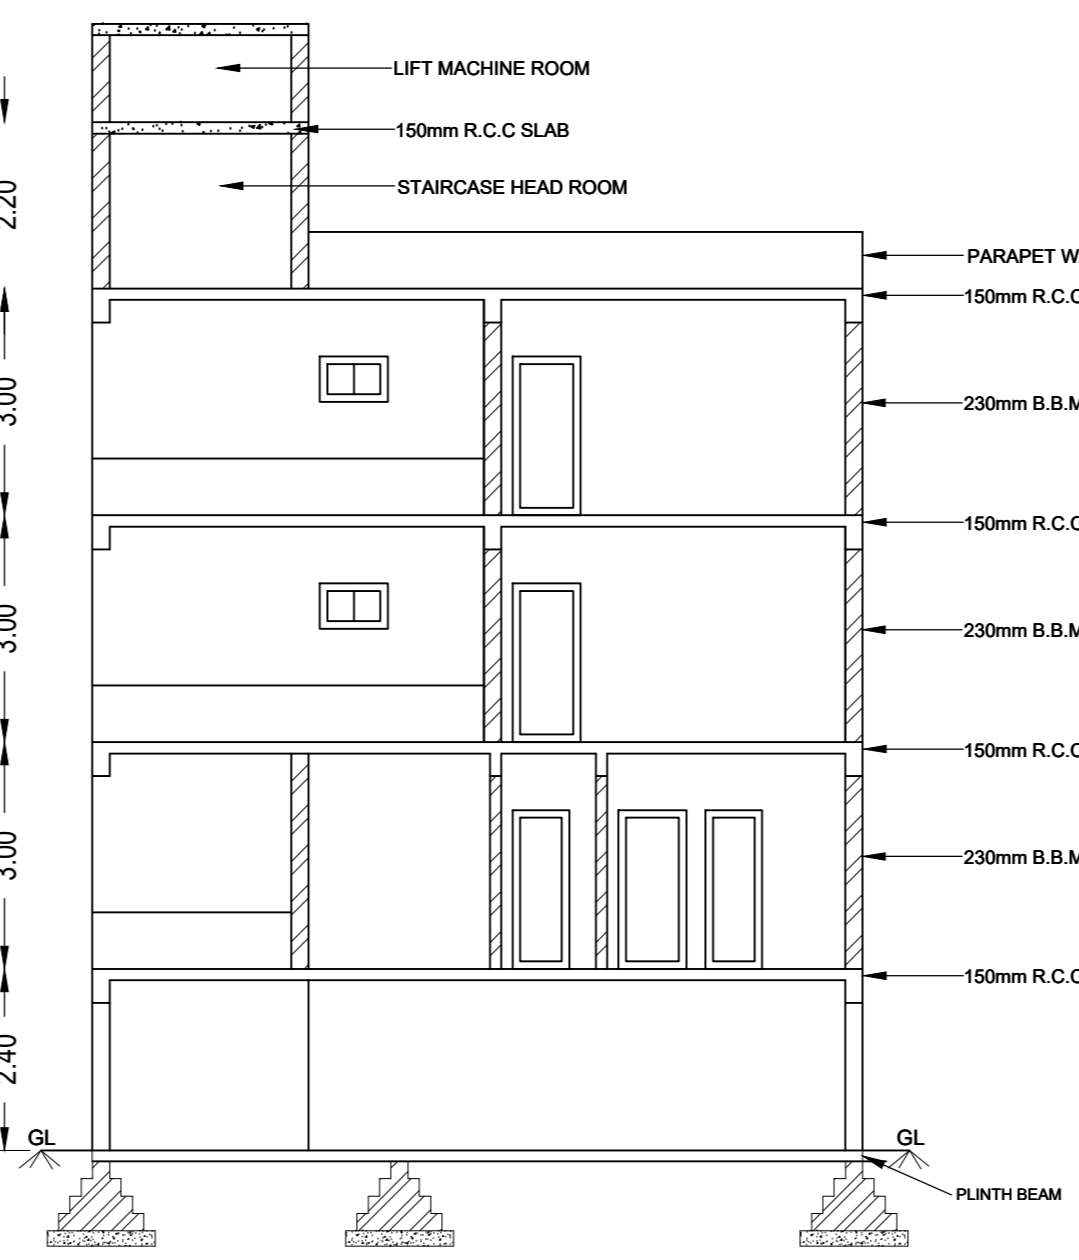 LIFT MACHINE ROOM
150mm R.C.C SLAB
STAIRCASE HEAD ROOM
2.20
PARAPET W
150mm R.C.C
3.00
230mm B.B.M
150mm R.C.C
3.00
230mm B.B.M
150mm R.C.C
3.00
230mm B.B.M
150mm R.C.C
2.40
GL
GL
PLINTH BEAM